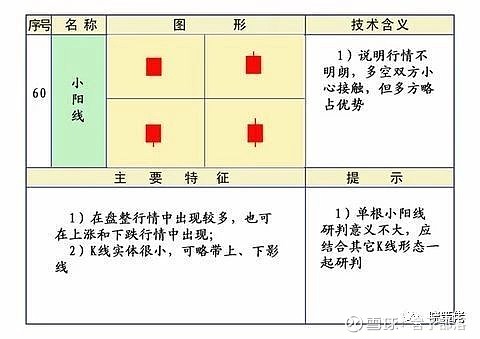 序号 名称 图形 技术含义
60
小
阳
线
1）说明行情不
明朗，多空双方小
心接触，但多方略
占优势
主要特征 提示
1）在盘整行情中出现较多，也可
在上涨和下跌行情中出现；
2）K线实体很小，可略带上、下影
线
1）单根小阳线
研判意义不大，应
结合其它K线形态一
起研判